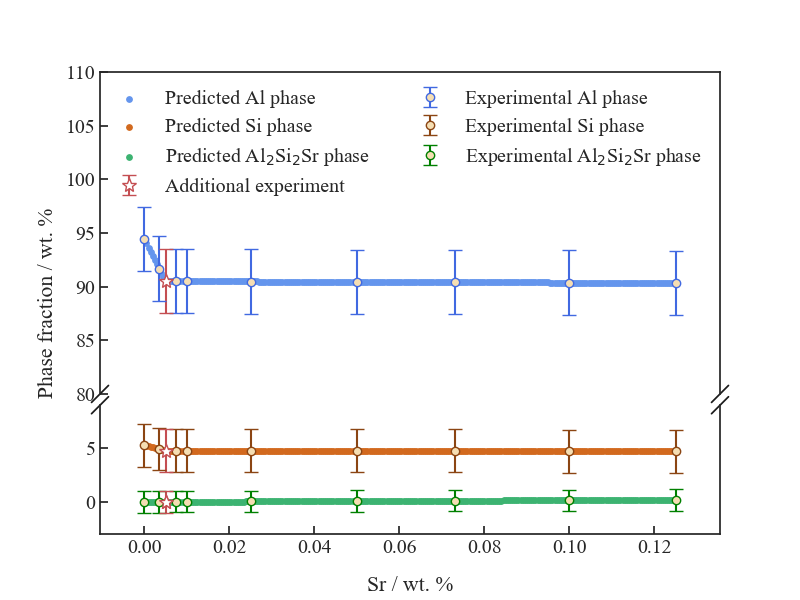 110
105
100
95
90
85
80
5
0
Phase fraction / wt. %
Predicted Al phase
Predicted Si phase
Predicted Al₂Si₂Sr phase
Additional experiment
Experimental Al phase
Experimental Si phase
Experimental Al₂Si₂Sr phase
0.00 0.02 0.04 0.06 0.08 0.10 0.12
Sr / wt. %